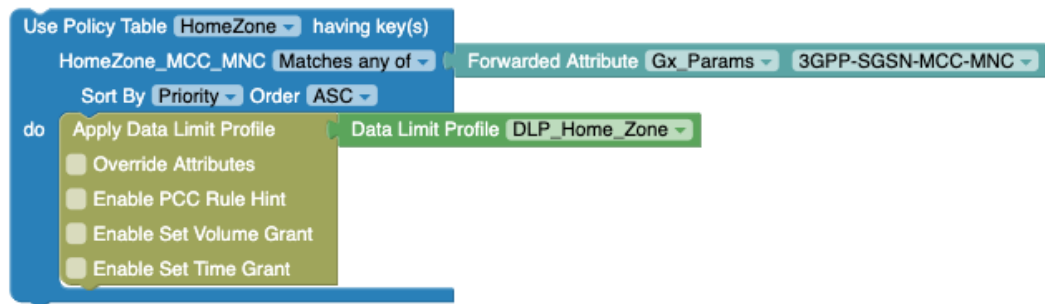 Use Policy Table HomeZone having key(s)
HomeZone_MCC_MNC Matches any of Forwarded Attribute Gx_Params 3GPP-SGSN-MCC-MNC
Sort By Priority Order ASC
do Apply Data Limit Profile Data Limit Profile DLP_Home_Zone
Override Attributes
Enable PCC Rule Hint
Enable Set Volume Grant
Enable Set Time Grant